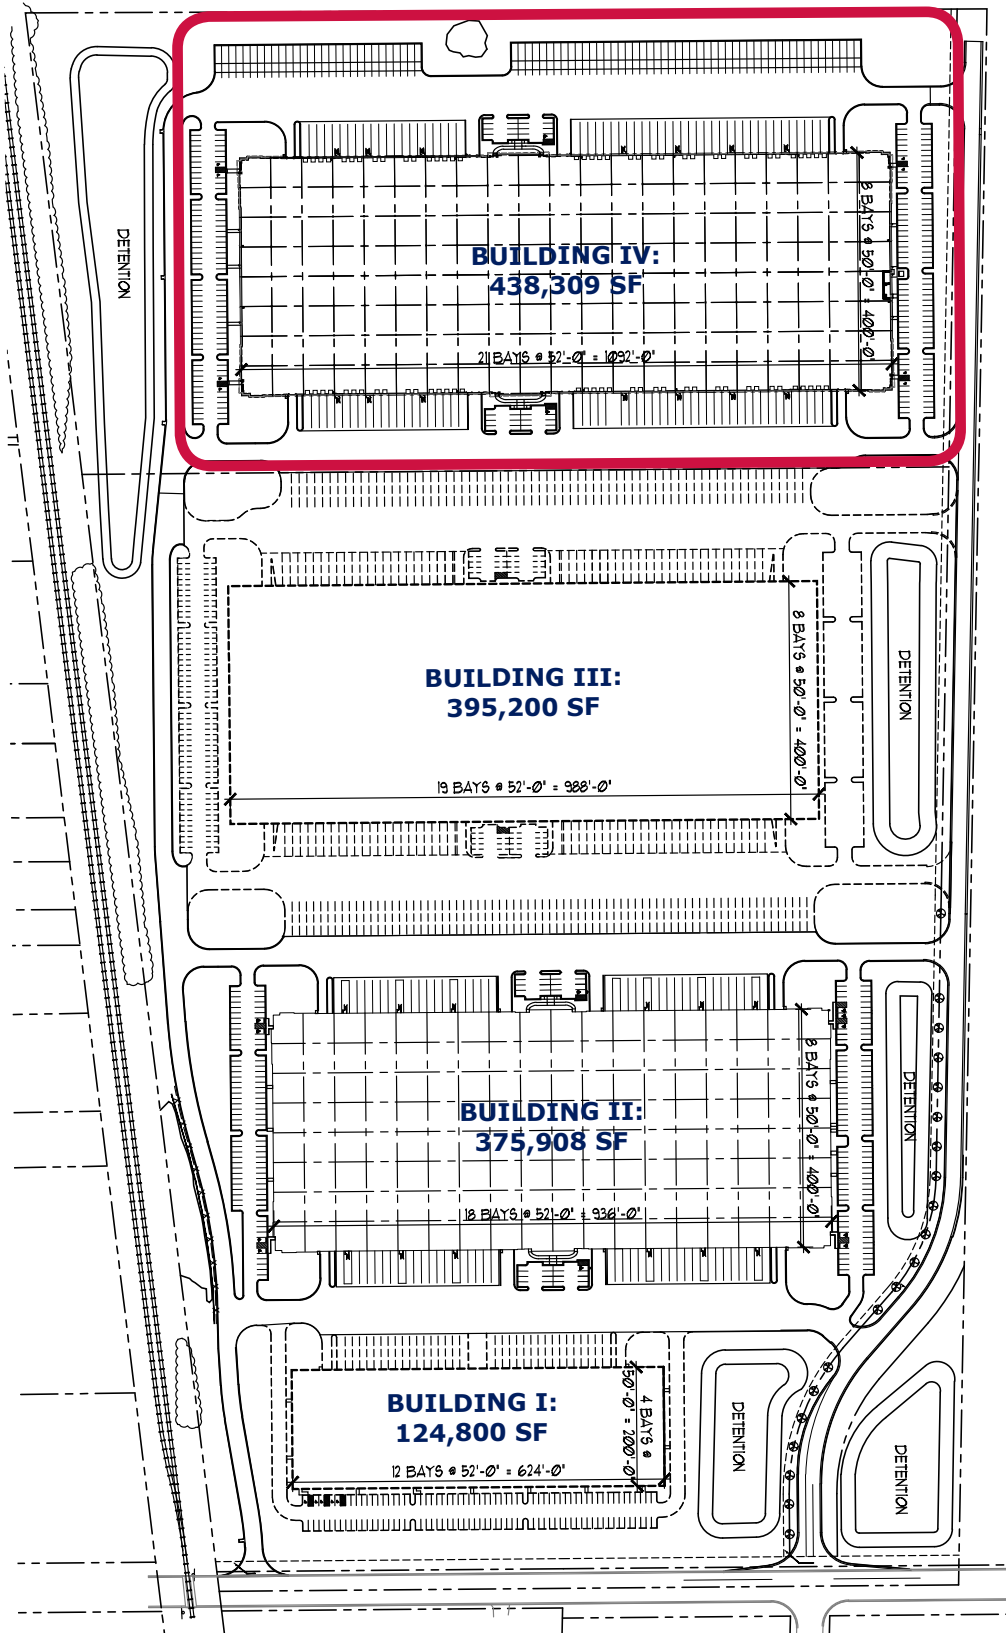 DETENTION
BUILDING IV:
438,309 SF
8 BAYS @ 50'-0" = 400'-0"
21 BAYS @ 52'-0" = 1092'-0"
BUILDING III:
395,200 SF
8 BAYS @ 50'-0" = 400'-0"
19 BAYS @ 52'-0" = 988'-0"
DETENTION
BUILDING II:
375,908 SF
8 BAYS @ 50'-0" = 400'-0"
18 BAYS @ 52'-0" = 936'-0"
DETENTION
BUILDING I:
124,800 SF
4 BAYS @
50'-0" = 200'-0"
12 BAYS @ 52'-0" = 624'-0"
DETENTION
DETENTION